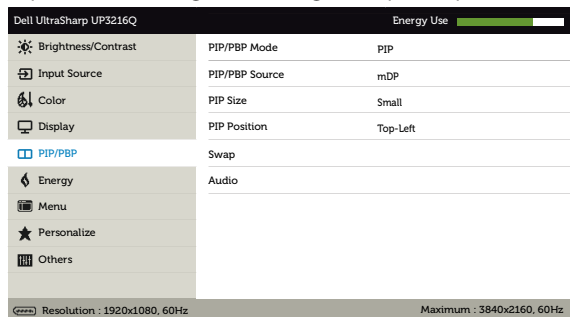 Dell UltraSharp UP3216Q Energy Use
Brightness/Contrast PIP/PBP Mode PIP
Input Source PIP/PBP Source mDP
Color PIP Size Small
Display PIP Position Top-Left
PIP/PBP Swap
Energy Audio
Menu
Personalize
Others
Resolution : 1920x1080, 60Hz Maximum : 3840x2160, 60Hz